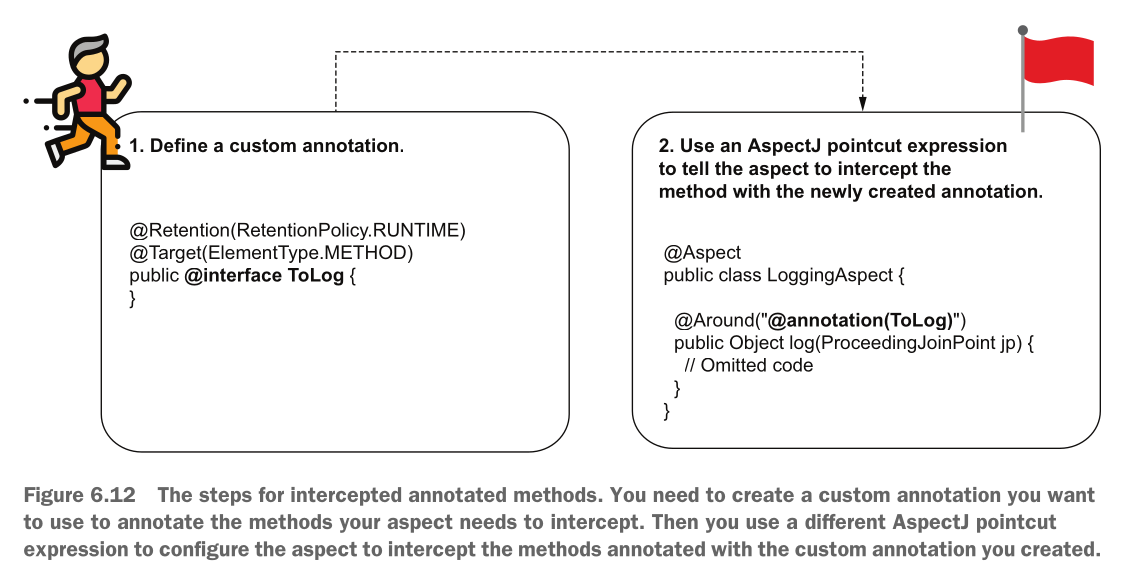 1. Define a custom annotation.
@Retention(RetentionPolicy.RUNTIME)
@Target(ElementType.METHOD)
public @interface ToLog {
}
2. Use an AspectJ pointcut expression
to tell the aspect to intercept the
method with the newly created annotation.
@Aspect
public class LoggingAspect {
@Around("@annotation(ToLog)")
public Object log(ProceedingJoinPoint jp) {
// Omitted code
}
}
Figure 6.12 The steps for intercepted annotated methods. You need to create a custom annotation you want
to use to annotate the methods your aspect needs to intercept. Then you use a different AspectJ pointcut
expression to configure the aspect to intercept the methods annotated with the custom annotation you created.